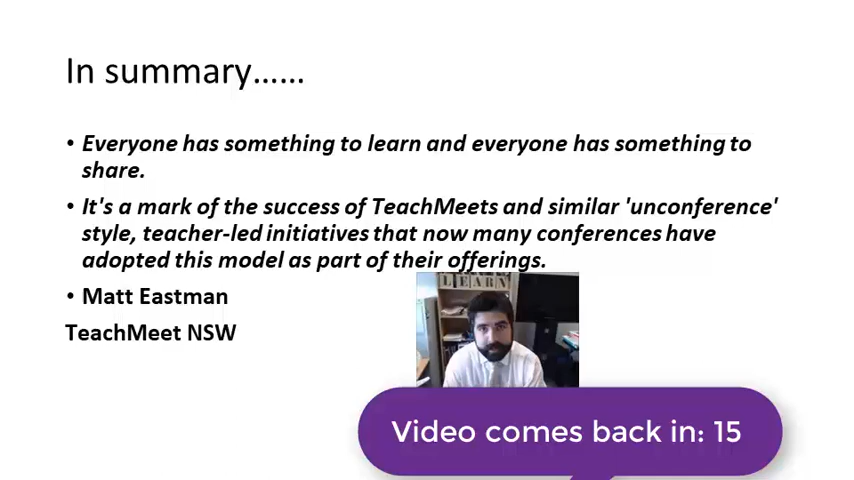 In summary……
• Everyone has something to learn and everyone has something to
share.
• It's a mark of the success of TeachMeets and similar 'unconference'
style, teacher-led initiatives that now many conferences have
adopted this model as part of their offerings.
• Matt Eastman
TeachMeet NSW
LEARN
Video comes back in: 15